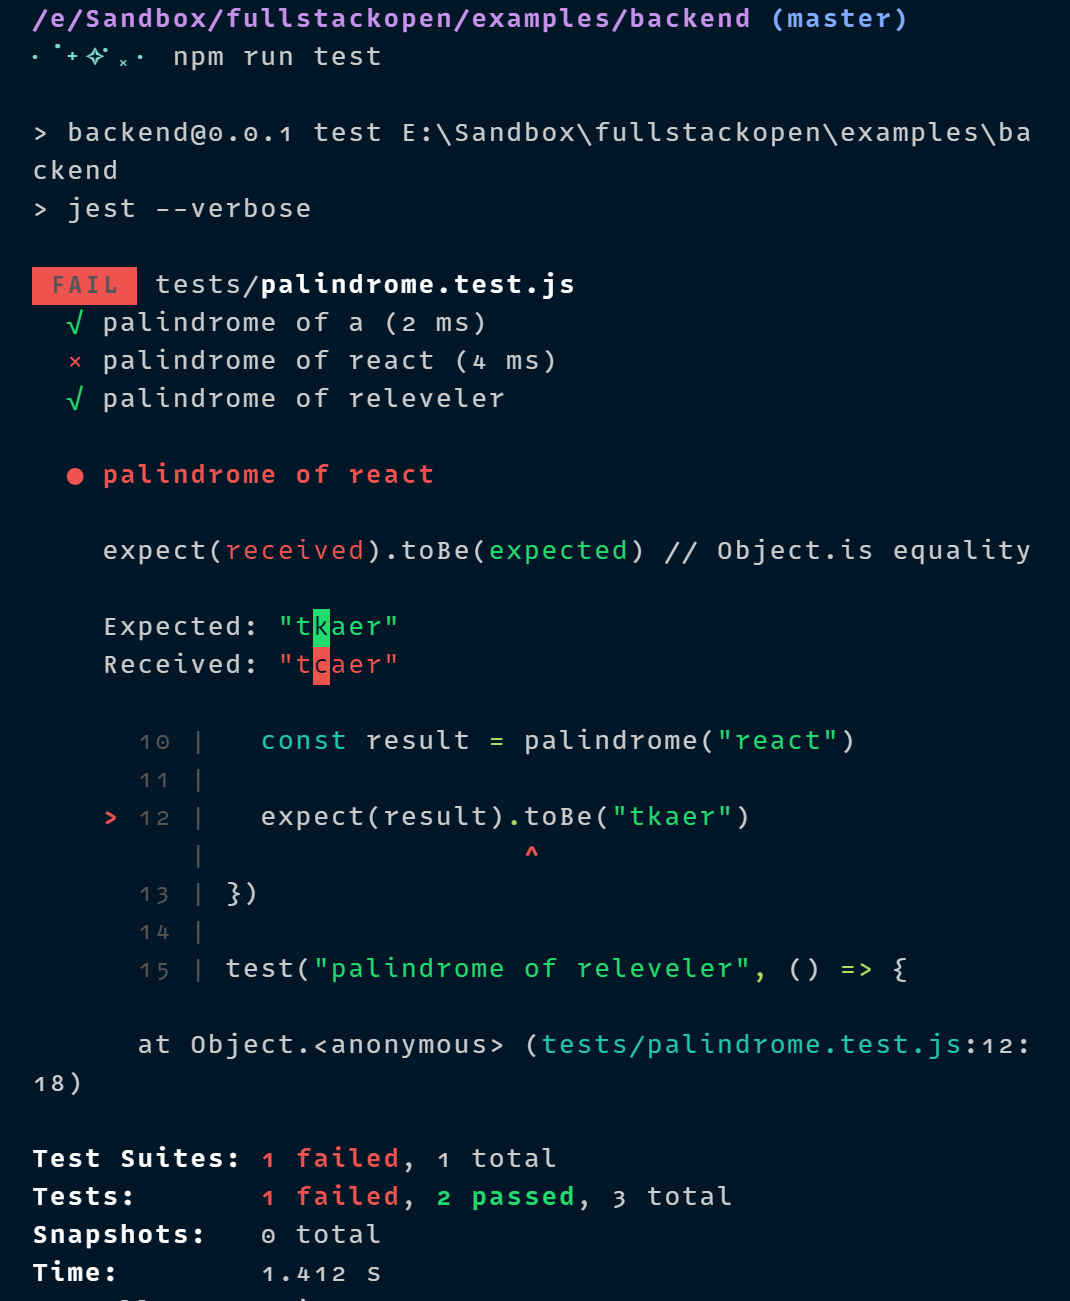 /e/Sandbox/fullstackopen/examples/backend (master)
npm run test
> backend@0.0.1 test E:\Sandbox\fullstackopen\examples\ba
ckend
> jest --verbose
FAIL tests/palindrome.test.js
√ palindrome of a (2 ms)
× palindrome of react (4 ms)
√ palindrome of releveler
● palindrome of react
expect(received).toBe(expected) // Object.is equality
Expected: "tkaer"
Received: "tcaer"
10 | const result = palindrome("react")
11 |
> 12 | expect(result).toBe("tkaer")
| ^
13 | })
14 |
15 | test("palindrome of releveler", () => {
at Object.<anonymous> (tests/palindrome.test.js:12:
18)
Test Suites: 1 failed, 1 total
Tests: 1 failed, 2 passed, 3 total
Snapshots: 0 total
Time: 1.412 s